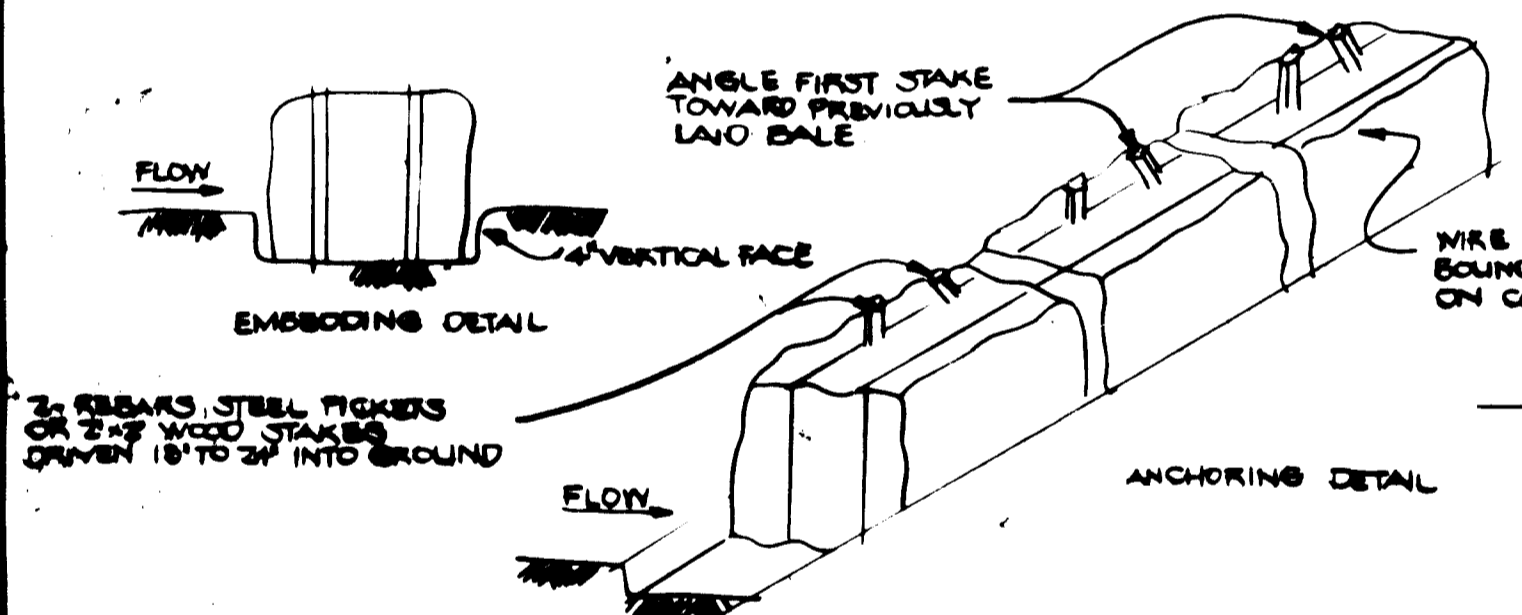 FLOW
4" VERTICAL FACE
EMBEDDING DETAIL
ANGLE FIRST STAKE
TOWARD PREVIOUSLY
LAID BALE
WIRE
ON
2- REBARS, STEEL PICKETS
OR 2"x2" WOOD STAKES
DRIVEN 18" TO 24" INTO GROUND
FLOW
ANCHORING DETAIL